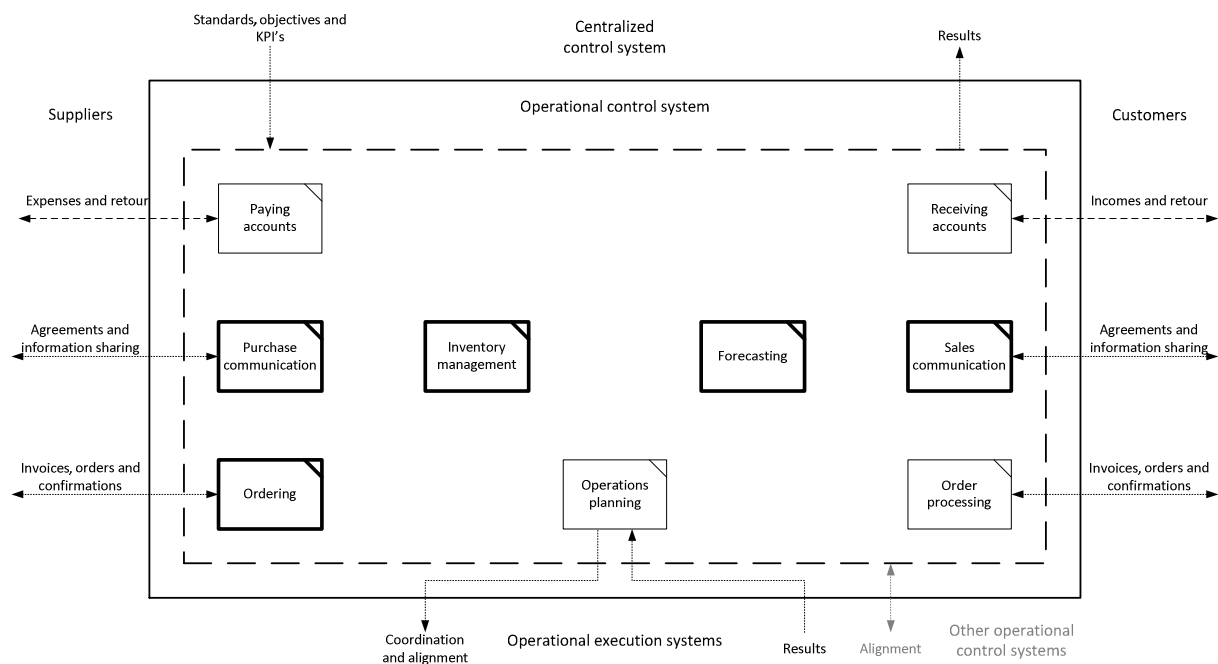 Standards, objectives and
KPI's
Centralized
control system
Results
Suppliers
Operational control system
Customers
Expenses and retour
Paying
accounts
Receiving
accounts
Incomes and retour
Agreements and
information sharing
Purchase
communication
Inventory
management
Forecasting
Sales
communication
Agreements and
information sharing
Invoices, orders and
confirmations
Ordering
Operations
planning
Order
processing
Invoices, orders and
confirmations
Coordination
and alignment
Operational execution systems
Results
Alignment
Other operational
control systems